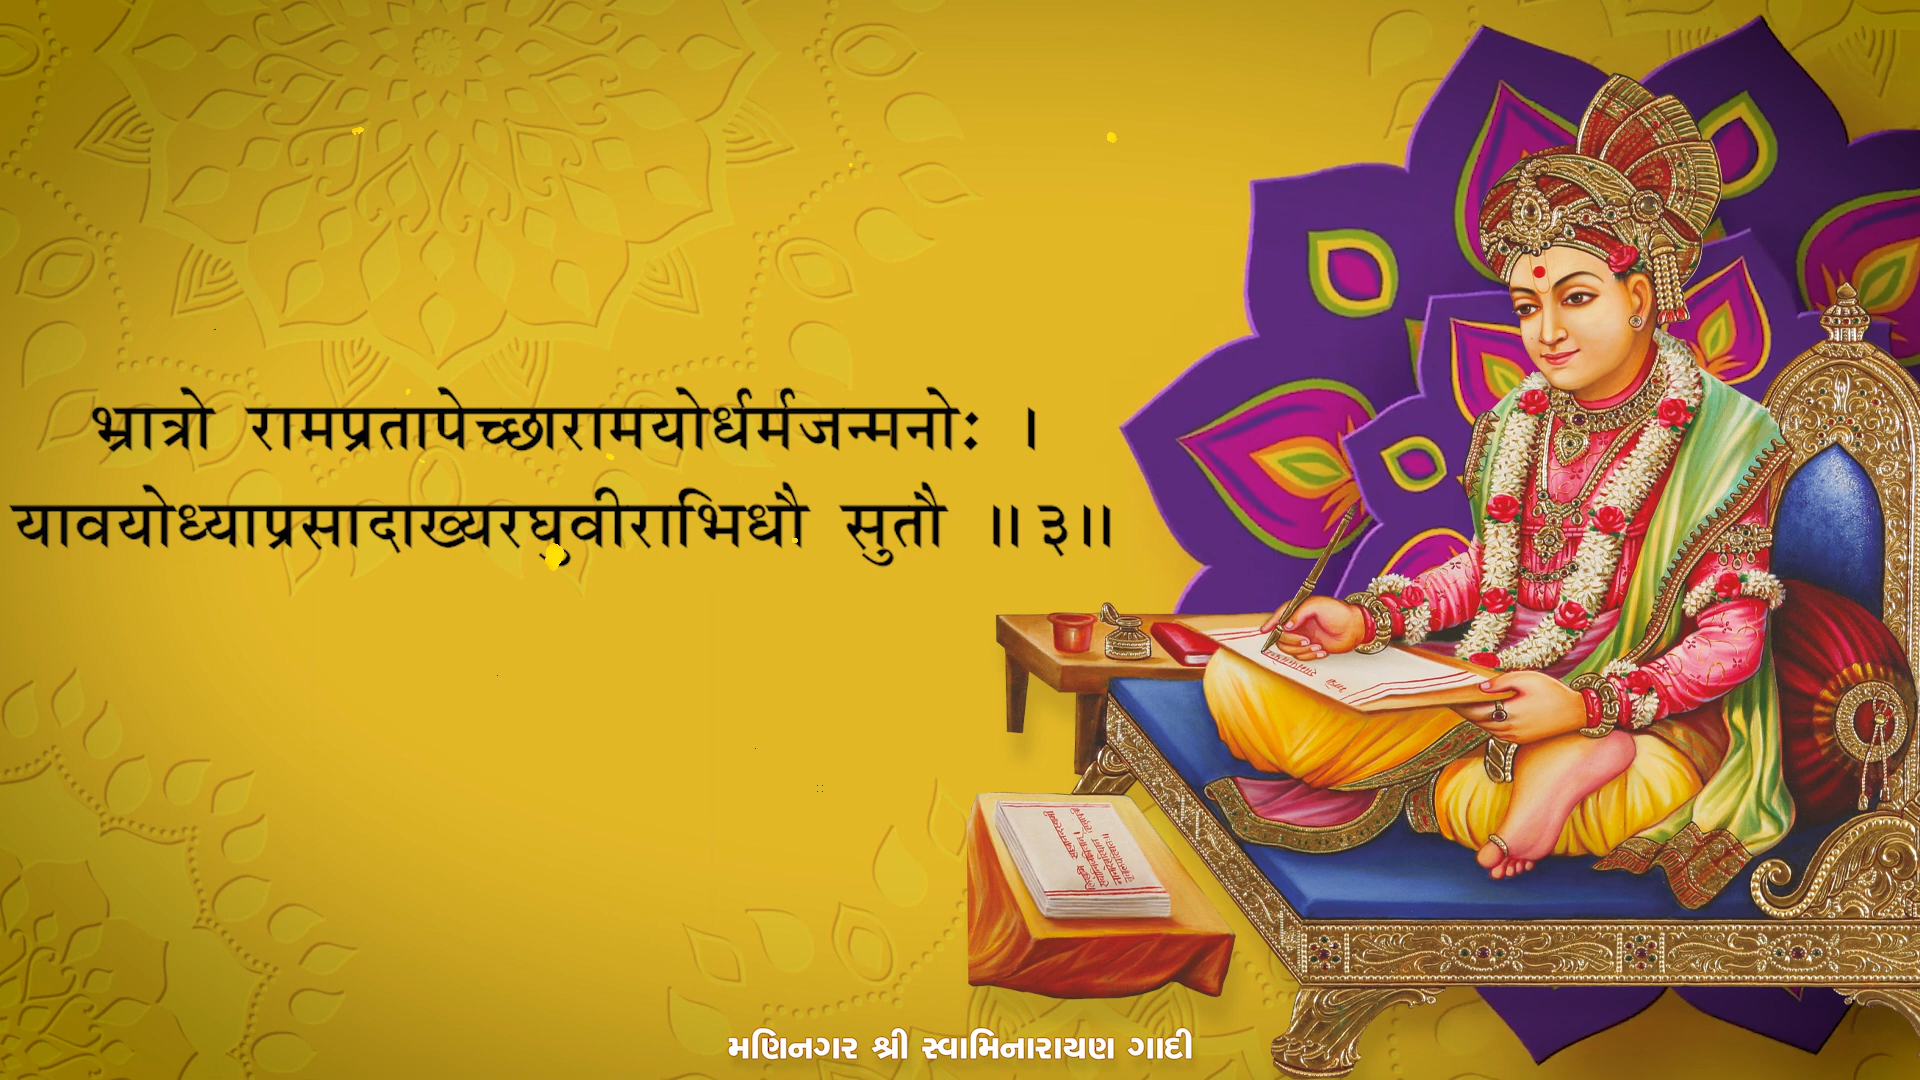 भ्रात्रो रामप्रतापेच्छारामयोर्धर्मजन्मनोः ।
यावयोध्याप्रसादाख्यरघुवीराभिधौ सुतौ ॥३॥
મણિનગર શ્રી સ્વામિનારાયણ ગાદી